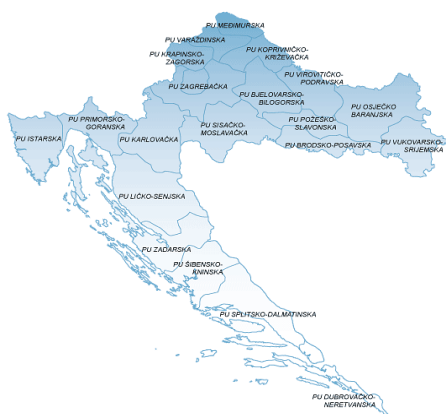 PU MEĐIMURSKA
PU VARAŽDINSKA
PU KRAPINSKO-
ZAGORSKA
PU KOPRIVNIČKO-
KRIŽEVAČKA
PU VIROVITIČKO-
PODRAVSKA
PU ZAGREBAČKA
PU BJELOVARSKO-
BILOGORSKA
PU OSJEČKO
BARANJSKA
PU PRIMORSKO-
GORANSKA
PU ISTARSKA
PU KARLOVAČKA
PU SISAČKO-
MOSLAVAČKA
PU POŽEŠKO-
SLAVONSKA
PU BRODSKO-POSAVSKA
PU VUKOVARSKO-
SRIJEMSKA
PU LIČKO-SENJSKA
PU ZADARSKA
PU ŠIBENSKO-
KNINSKA
PU SPLITSKO-DALMATINSKA
PU DUBROVAČKO-
NERETVANSKA